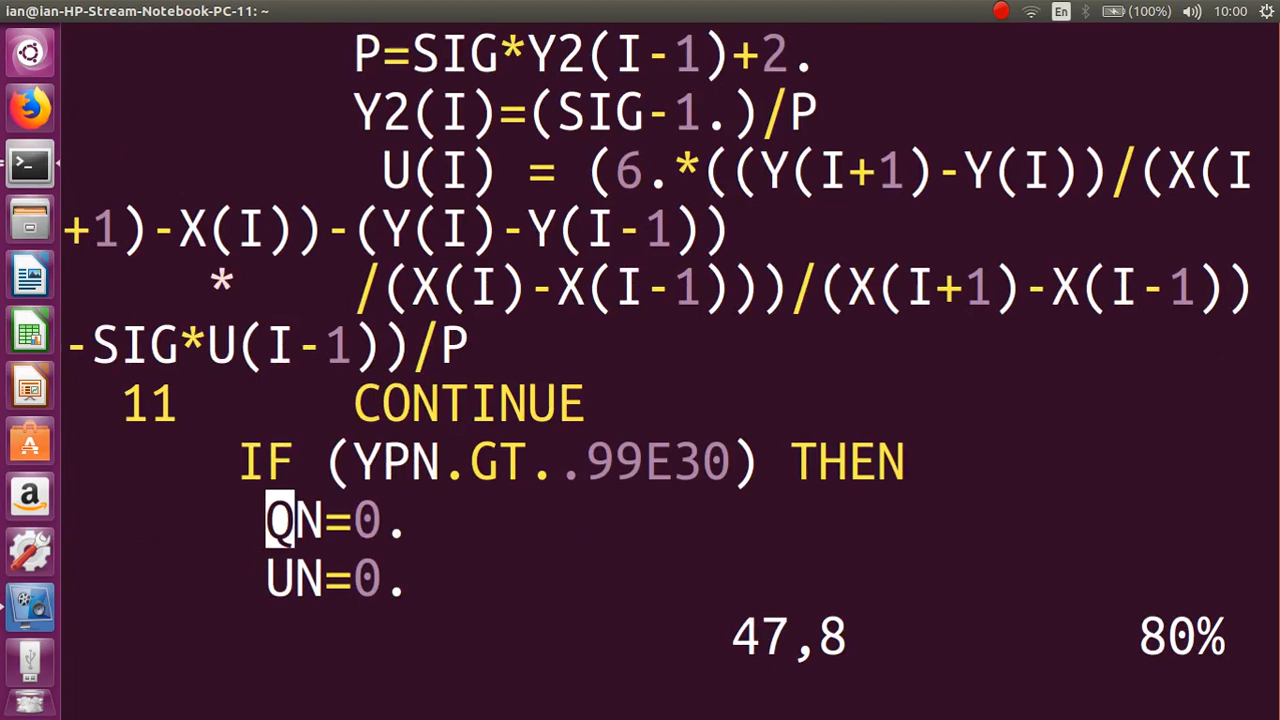 ian@ian-HP-Stream-Notebook-PC-11: ~ En (100%) 10:00
P=SIG*Y2(I-1)+2.
Y2(I)=(SIG-1.)/P
U(I) = (6.*((Y(I+1)-Y(I))/(X(I
+1)-X(I))-(Y(I)-Y(I-1))
* /(X(I)-X(I-1)))/(X(I+1)-X(I-1))
-SIG*U(I-1))/P
11 CONTINUE
IF (YPN.GT..99E30) THEN
QN=0.
UN=0.
47,8 80%